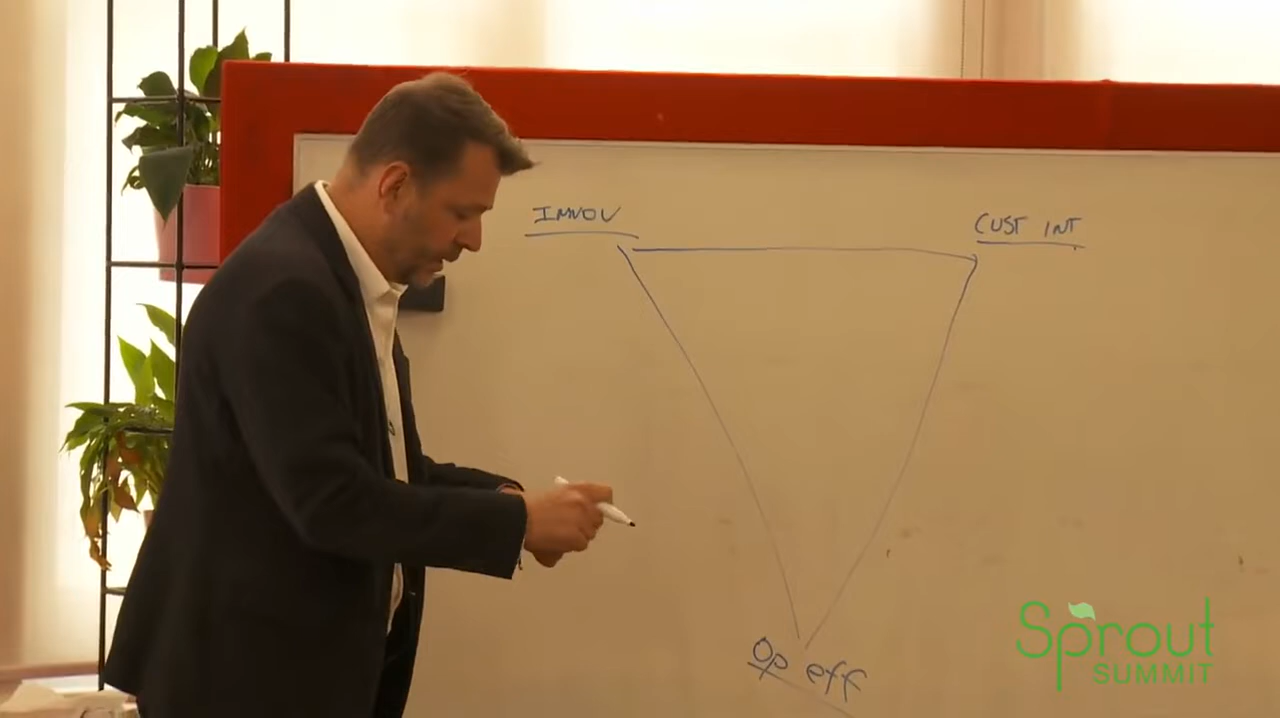 INNOV
CUST INT
Op eff
Sprout
SUMMIT